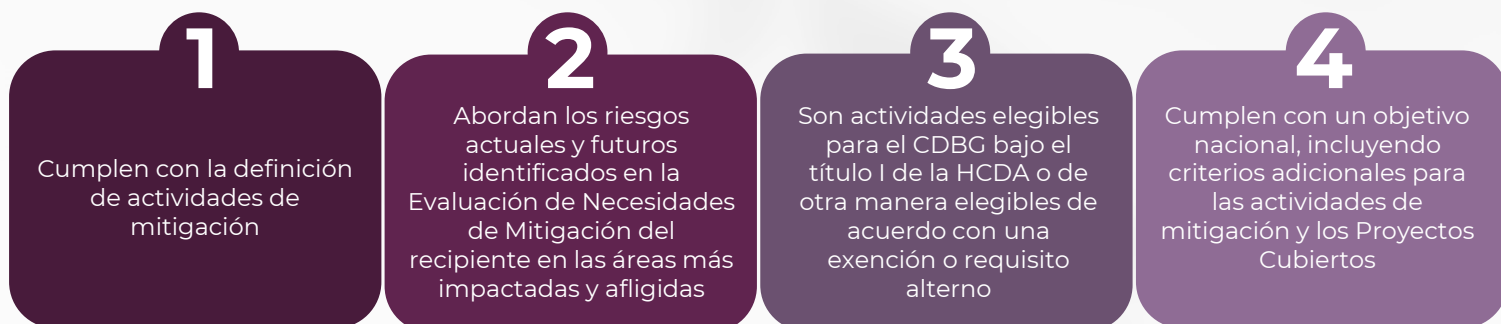 1
Cumplen con la definición
de actividades de
mitigación
2
Abordan los riesgos
actuales y futuros
identificados en la
Evaluación de Necesidades
de Mitigación del
recipiente en las áreas más
impactadas y afligidas
3
Son actividades elegibles
para el CDBG bajo el
título I de la HCDA o de
otra manera elegibles de
acuerdo con una
exención o requisito
alterno
4
Cumplen con un objetivo
nacional, incluyendo
criterios adicionales para
las actividades de
mitigación y los Proyectos
Cubiertos